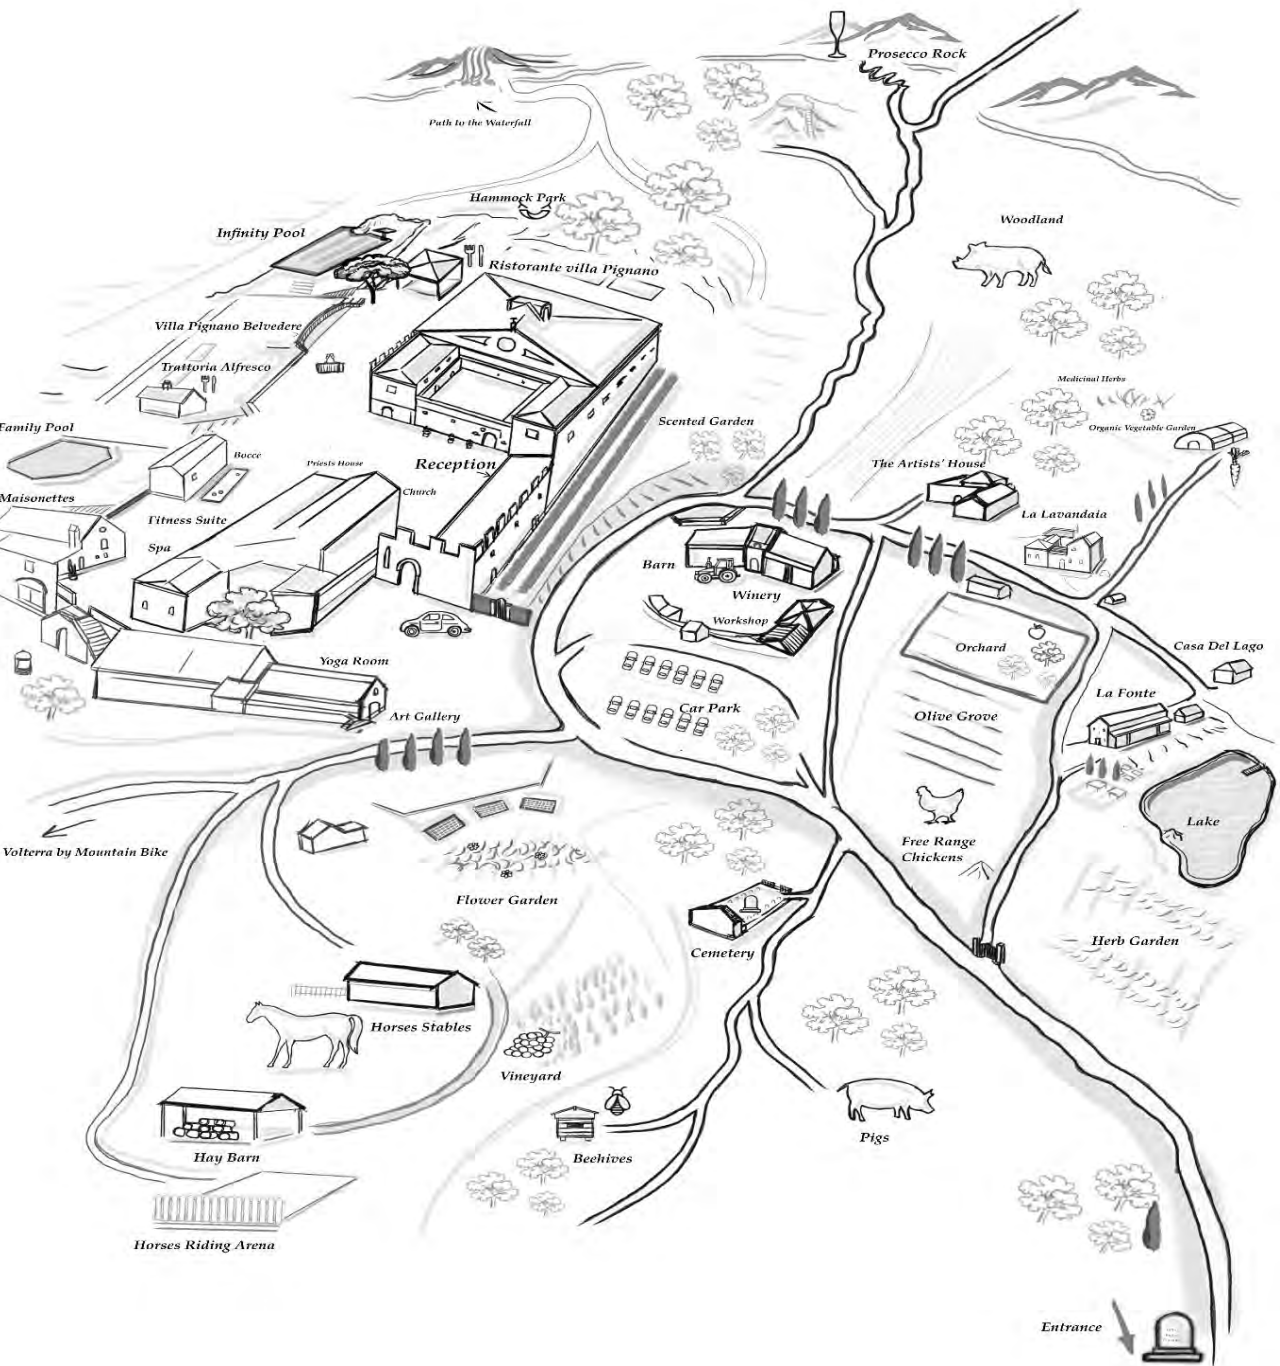 Prosecco Rock
Path to the Waterfall
Hammock Park
Woodland
Infinity Pool
Ristorante villa Pignano
Villa Pignano Belvedere
Trattoria Alfresco
Medicinal Herbs
Scented Garden
Organic Vegetable Garden
Family Pool
Bocce
Priests House
Reception
The Artists' House
Maisonettes
Church
Fitness Suite
La Lavandaia
Spa
Barn
Winery
Workshop
Orchard
Casa Del Lago
Yoga Room
La Fonte
Art Gallery
Car Park
Olive Grove
Lake
Volterra by Mountain Bike
Free Range
Chickens
Flower Garden
Herb Garden
Cemetery
Horses Stables
Vineyard
Pigs
Hay Barn
Beehives
Horses Riding Arena
Entrance